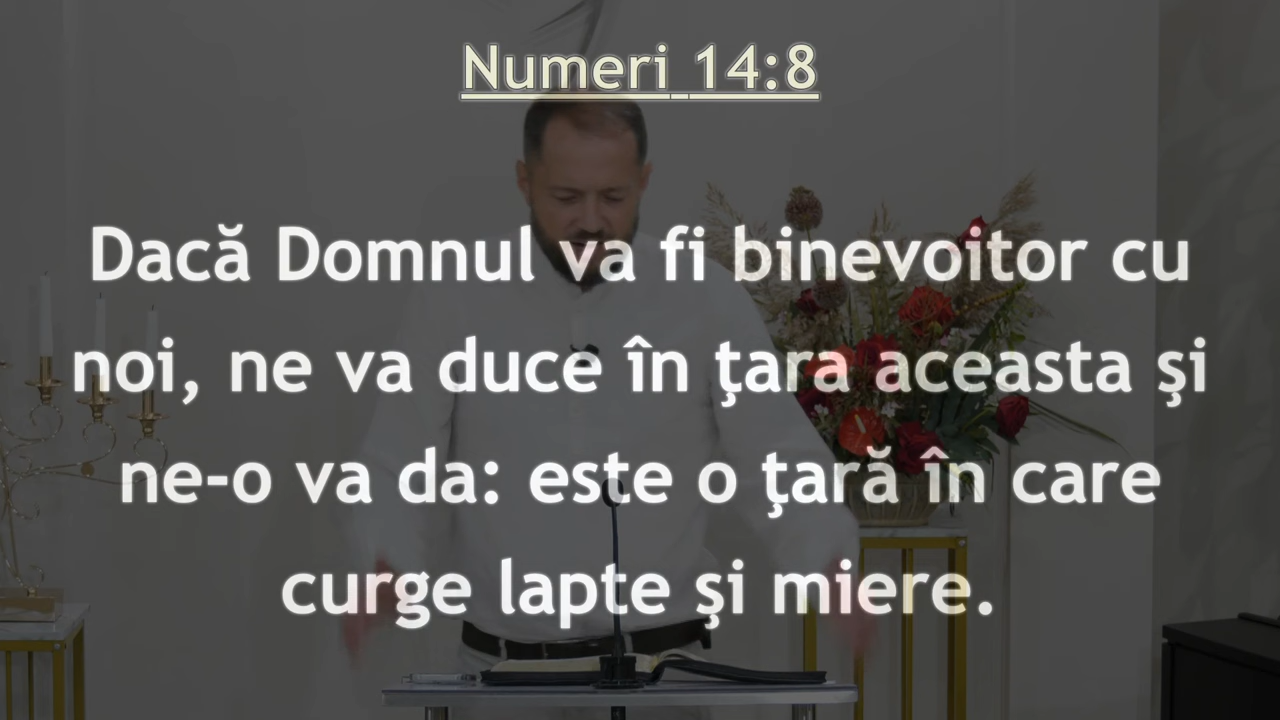 Numeri 14:8
Dacă Domnul va fi binevoitor cu
noi, ne va duce în ţara aceasta şi
ne-o va da: este o ţară în care
curge lapte şi miere.